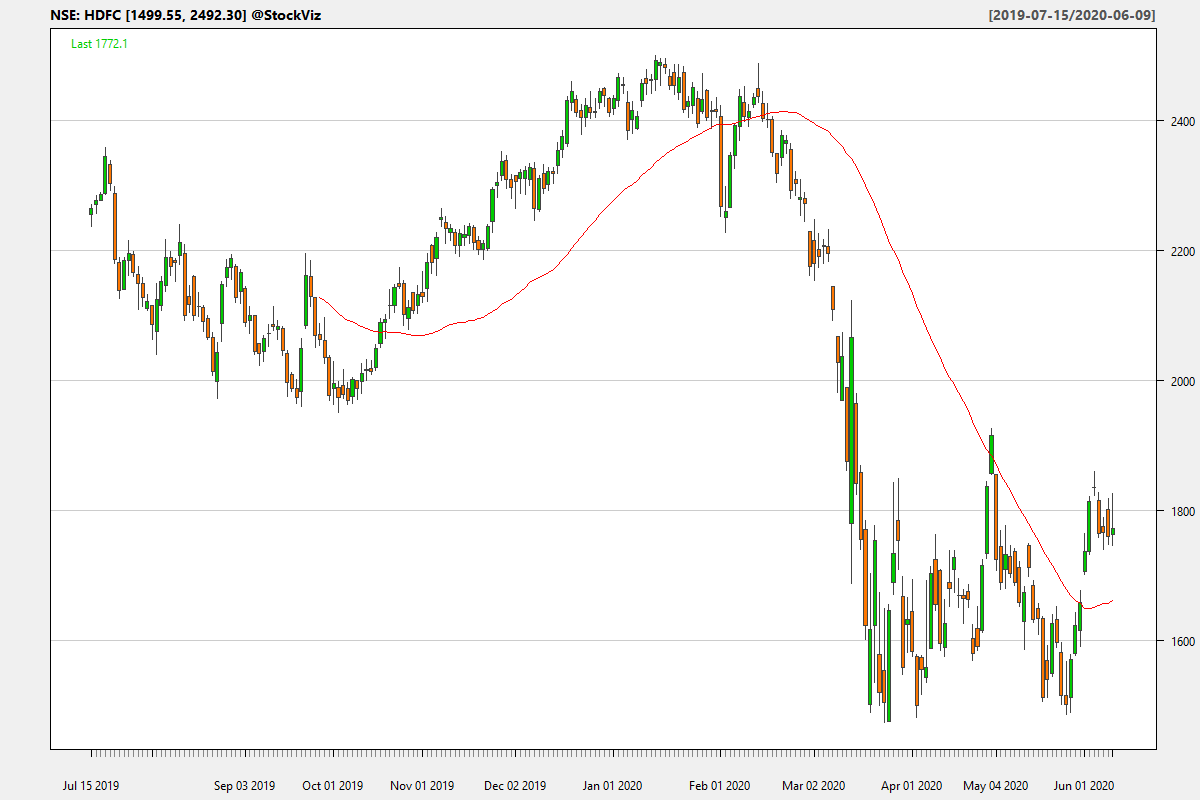 NSE: HDFC [1499.55, 2492.30] @StockViz [2019-07-15/2020-06-09]
Last 1772.1
2400
2200
2000
1800
1600
Jul 15 2019 Sep 03 2019 Oct 01 2019 Nov 01 2019 Dec 02 2019 Jan 01 2020 Feb 01 2020 Mar 02 2020 Apr 01 2020 May 04 2020 Jun 01 2020